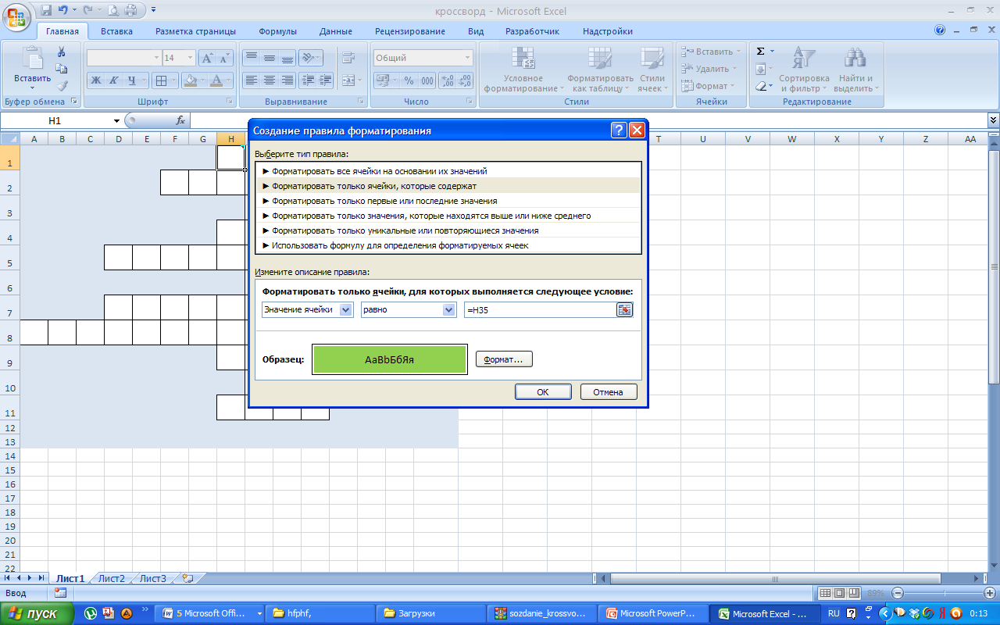 кроссворд - Microsoft Excel
Главная Вставка Разметка страницы Формулы Данные Рецензирование Вид Разработчик Надстройки
14 Общий
Вставить
Ж К Ч % 000
Условное форматирование
Форматировать как таблицу
Стили ячеек
Вставить
Удалить
Формат
Сортировка и фильтр
Найти и выделить
Буфер обмена Шрифт Выравнивание Число Стили Ячейки Редактирование
H1 fx
A B C D E F G H T U V W X Y Z AA
1
2
3
4
5
6
7
8
9
10
11
12
13
14
15
16
17
18
19
20
21
22
Создание правила форматирования
Выберите тип правила:
► Форматировать все ячейки на основании их значений
► Форматировать только ячейки, которые содержат
► Форматировать только первые или последние значения
► Форматировать только значения, которые находятся выше или ниже среднего
► Форматировать только уникальные или повторяющиеся значения
► Использовать формулу для определения форматируемых ячеек
Измените описание правила:
Форматировать только ячейки, для которых выполняется следующее условие:
Значение ячейки равно =H35
Образец: АаВbБбЯя Формат...
ОК Отмена
Лист1 Лист2 Лист3
Ввод 89%
пуск 5 Microsoft Offi... hfphf, Загрузки sozdanie_krossvo... Microsoft PowerP... Microsoft Excel - ... RU 0:13